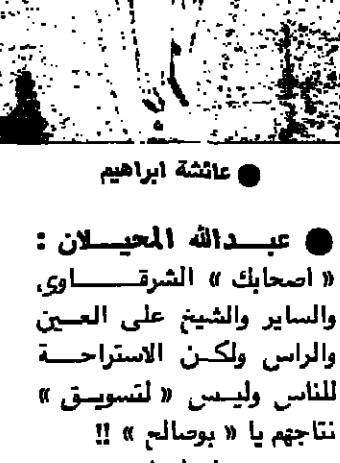 ● عائشة ابراهيم
● عبدالله المحيلان :
« اصحابك » الشرقاوي
والساير والشيخ على العين
والراس ولكن الاستراحة
للناس وليس « لتسويق »
نتاجهم يا « بوصالح » !!